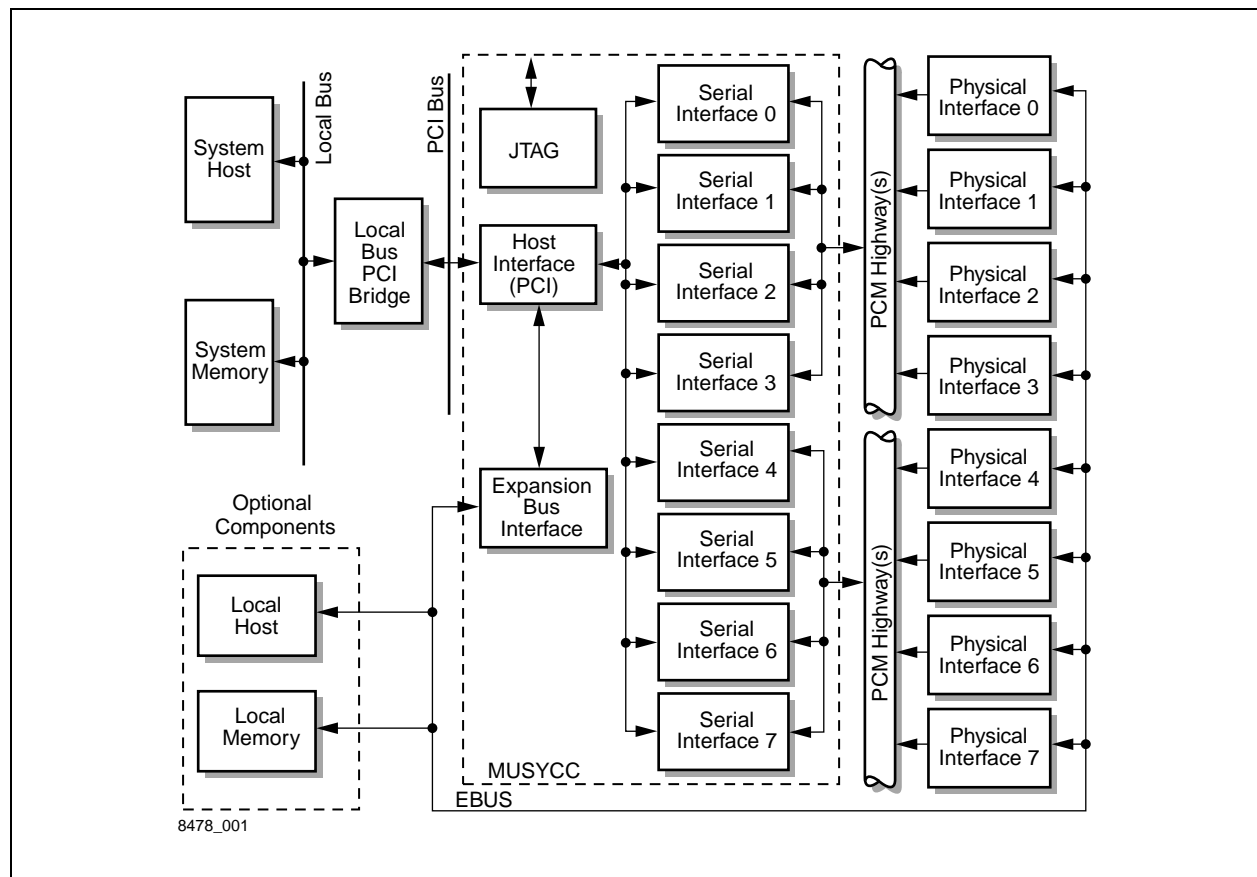 System
Host
System
Memory
Local Bus
Local
Bus
PCI
Bridge
PCI Bus
JTAG
Host
Interface
(PCI)
Expansion
Bus
Interface
Serial
Interface 0
Serial
Interface 1
Serial
Interface 2
Serial
Interface 3
Serial
Interface 4
Serial
Interface 5
Serial
Interface 6
Serial
Interface 7
MUSYCC
PCM Highway(s)
PCM Highway(s)
Physical
Interface 0
Physical
Interface 1
Physical
Interface 2
Physical
Interface 3
Physical
Interface 4
Physical
Interface 5
Physical
Interface 6
Physical
Interface 7
Optional
Components
Local
Host
Local
Memory
EBUS
8478_001